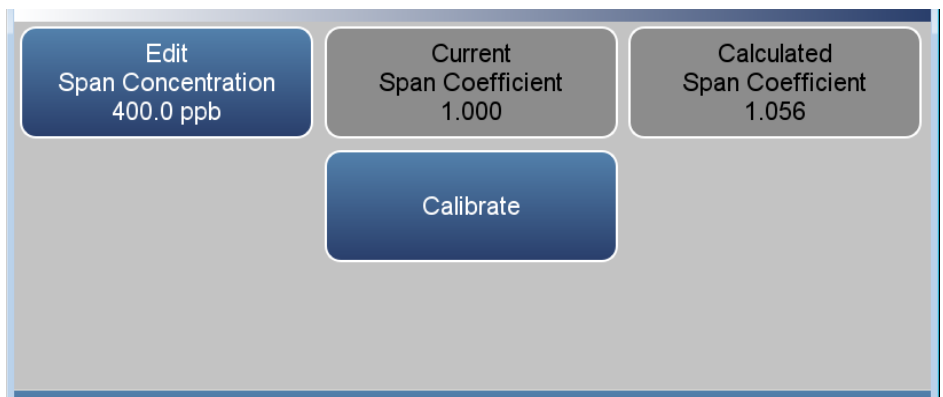 Edit
Span Concentration
400.0 ppb
Current
Span Coefficient
1.000
Calculated
Span Coefficient
1.056
Calibrate